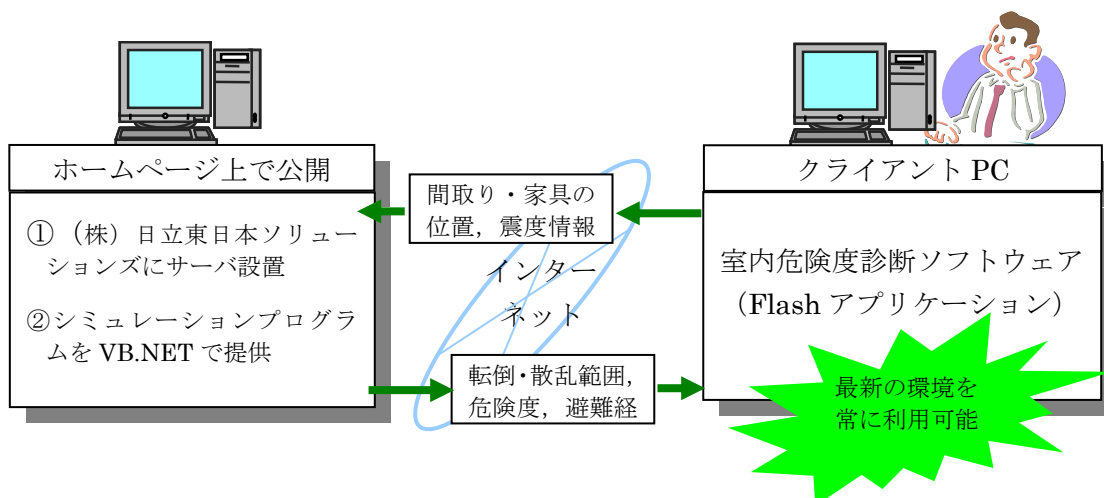 ホームページ上で公開
①（株）日立東日本ソリュー
ションズにサーバ設置
②シミュレーションプログラ
ムを VB.NET で提供
間取り・家具の
位置，震度情報
インター
ネット
転倒・散乱範囲，
危険度，避難経
クライアント PC
室内危険度診断ソフトウェア
（Flash アプリケーション）
最新の環境を
常に利用可能